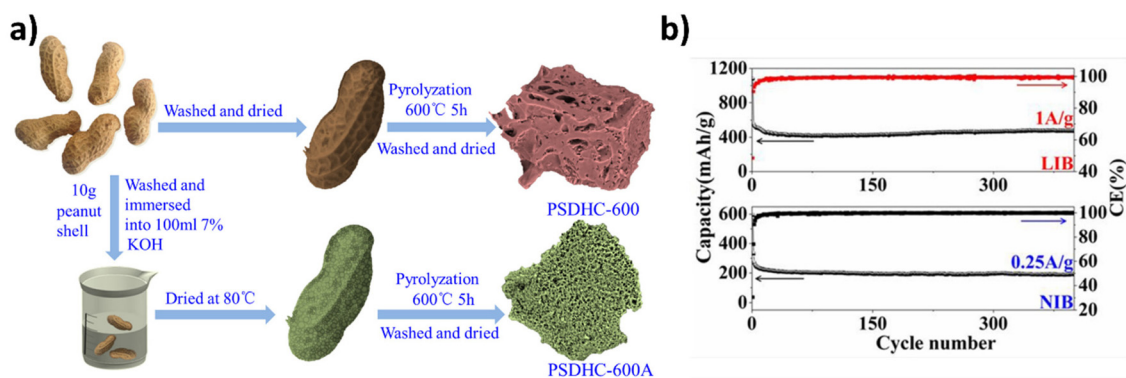 a)
Washed and dried
Pyrolyzation
600℃ 5h
Washed and dried
PSDHC-600
10g
peanut
shell
Washed and
immersed
into 100ml 7%
KOH
Dried at 80℃
Pyrolyzation
600℃ 5h
Washed and dried
PSDHC-600A
b)
Capacity(mAh/g)
1200
800
400
0
1A/g
LIB
100
80
60
40
0
150
300
600
400
200
0
0.25A/g
NIB
100
80
60
40
20
0
150
300
CE(%)
Cycle number